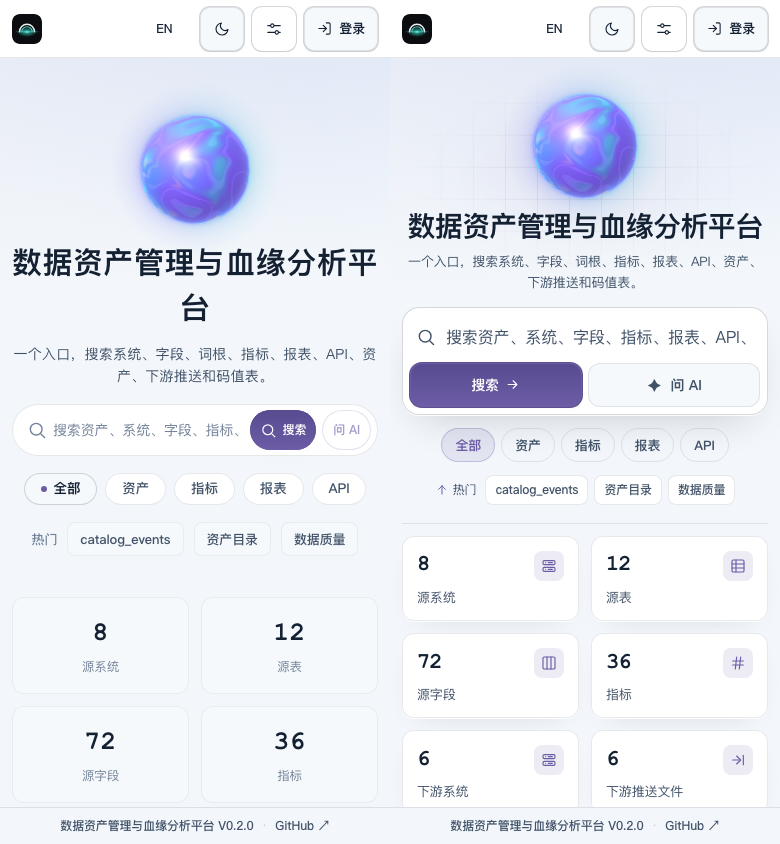 EN
登录
数据资产管理与血缘分析平
台
一个入口，搜索系统、字段、词根、指标、报表、API、资
产、下游推送和码值表。
搜索资产、系统、字段、指标、
搜索
问 AI
全部
资产
指标
报表
API
热门
catalog_events
资产目录
数据质量
8
源系统
12
源表
72
源字段
36
指标
数据资产管理与血缘分析平台 V0.2.0 · GitHub ↗
EN
登录
数据资产管理与血缘分析平台
一个入口，搜索系统、字段、词根、指标、报表、API、资产、
下游推送和码值表。
搜索资产、系统、字段、指标、报表、API、
搜索 →
问 AI
全部
资产
指标
报表
API
↑ 热门
catalog_events
资产目录
数据质量
8
源系统
12
源表
72
源字段
36
指标
6
下游系统
6
下游推送文件
数据资产管理与血缘分析平台 V0.2.0 · GitHub ↗